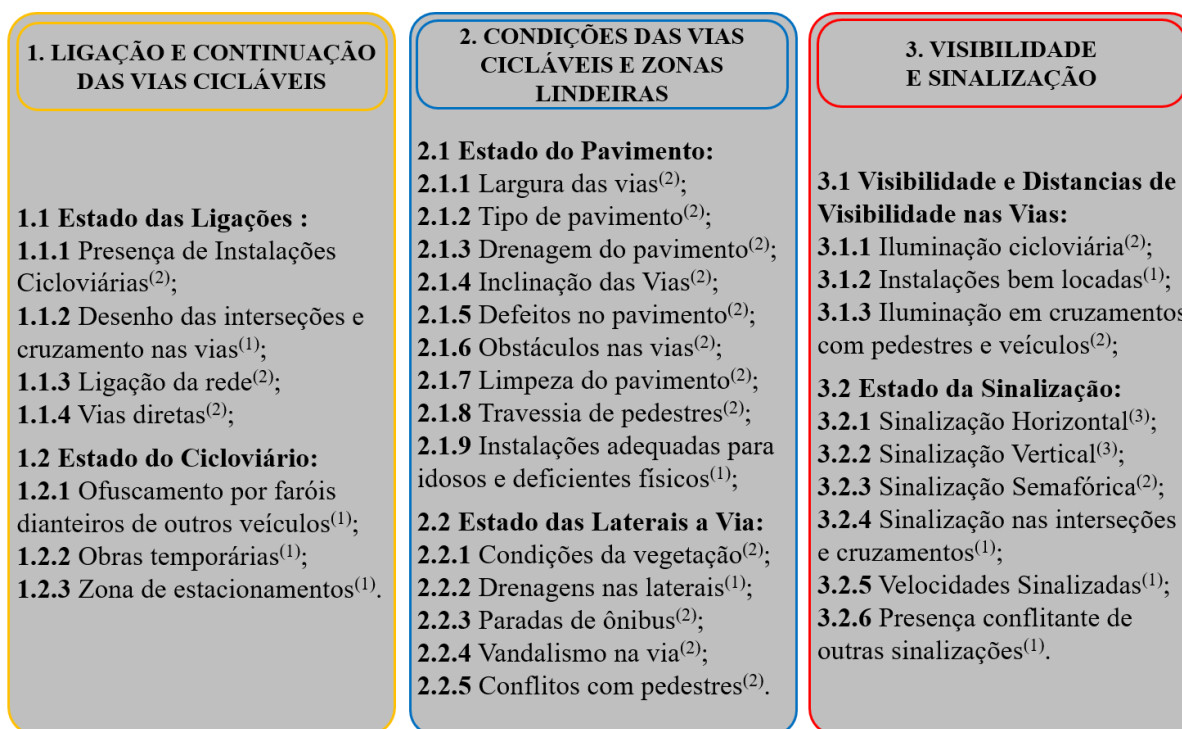 1. LIGAÇÃO E CONTINUAÇÃO
DAS VIAS CICLÁVEIS
1.1 Estado das Ligações :
1.1.1 Presença de Instalações
Cicloviárias(2);
1.1.2 Desenho das interseções e
cruzamento nas vias(1);
1.1.3 Ligação da rede(2);
1.1.4 Vias diretas(2);
1.2 Estado do Cicloviário:
1.2.1 Ofuscamento por faróis
dianteiros de outros veículos(1);
1.2.2 Obras temporárias(1);
1.2.3 Zona de estacionamentos(1).
2. CONDIÇÕES DAS VIAS
CICLÁVEIS E ZONAS
LINDEIRAS
2.1 Estado do Pavimento:
2.1.1 Largura das vias(2);
2.1.2 Tipo de pavimento(2);
2.1.3 Drenagem do pavimento(2);
2.1.4 Inclinação das Vias(2);
2.1.5 Defeitos no pavimento(2);
2.1.6 Obstáculos nas vias(2);
2.1.7 Limpeza do pavimento(2);
2.1.8 Travessia de pedestres(2);
2.1.9 Instalações adequadas para
idosos e deficientes físicos(1);
2.2 Estado das Laterais a Via:
2.2.1 Condições da vegetação(2);
2.2.2 Drenagens nas laterais(1);
2.2.3 Paradas de ônibus(2);
2.2.4 Vandalismo na via(2);
2.2.5 Conflitos com pedestres(2).
3. VISIBILIDADE
E SINALIZAÇÃO
3.1 Visibilidade e Distancias de
Visibilidade nas Vias:
3.1.1 Iluminação cicloviária(2);
3.1.2 Instalações bem locadas(1);
3.1.3 Iluminação em cruzamentos
com pedestres e veículos(2);
3.2 Estado da Sinalização:
3.2.1 Sinalização Horizontal(3);
3.2.2 Sinalização Vertical(3);
3.2.3 Sinalização Semafórica(2);
3.2.4 Sinalização nas interseções
e cruzamentos(1);
3.2.5 Velocidades Sinalizadas(1);
3.2.6 Presença conflitante de
outras sinalizações(1).